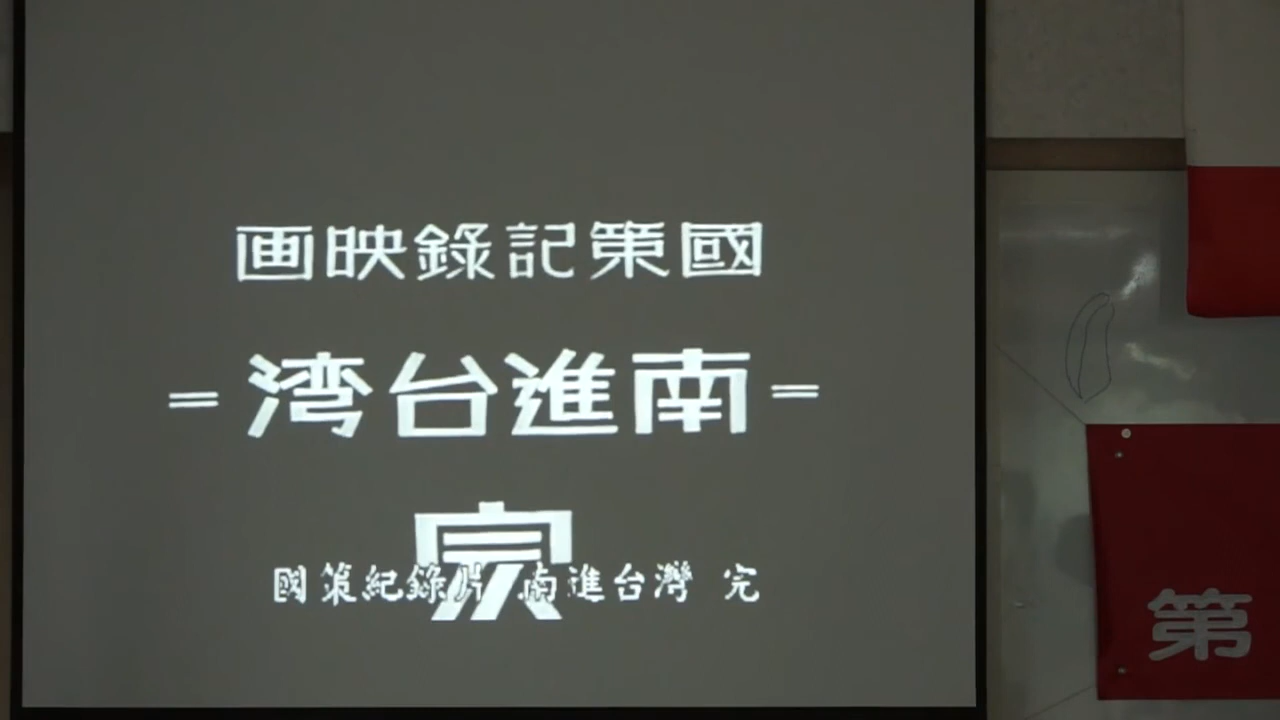 國策記錄映画
=南進台湾=
完
國策紀錄片 南進台灣 完
第